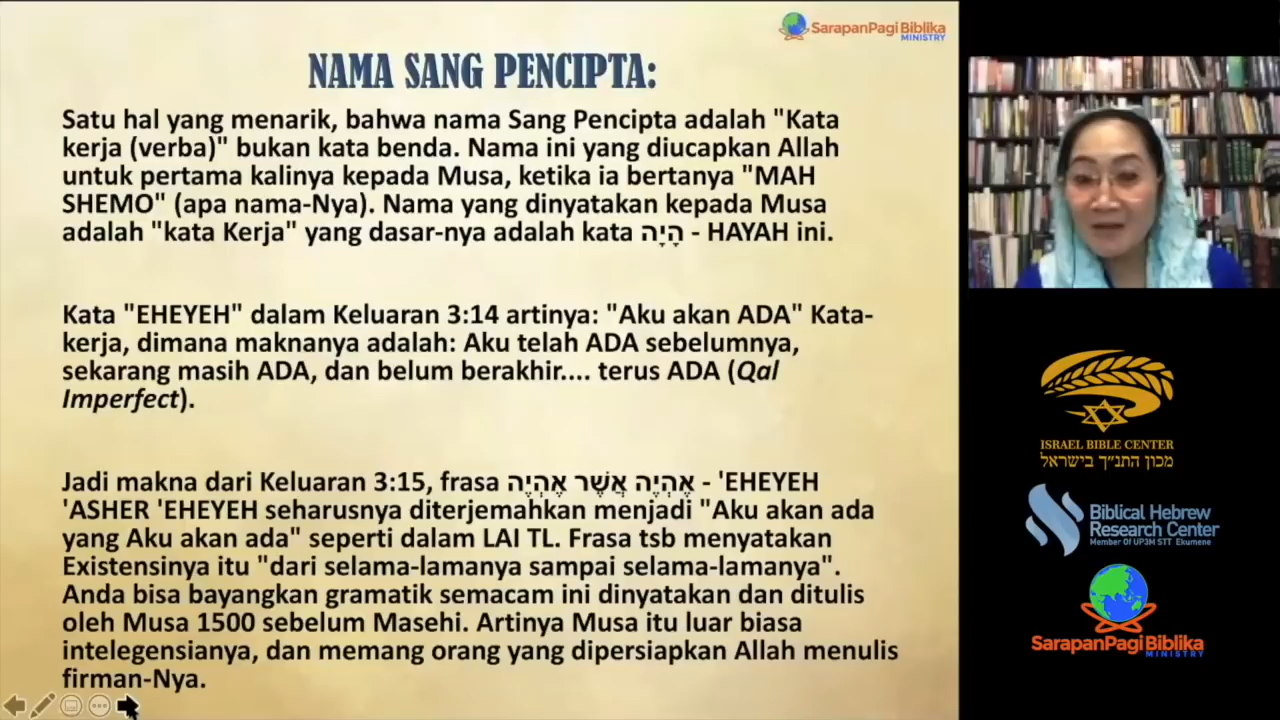 SarapanPagi Biblika
MINISTRY
NAMA SANG PENCIPTA:
Satu hal yang menarik, bahwa nama Sang Pencipta adalah "Kata
kerja (verba)" bukan kata benda. Nama ini yang diucapkan Allah
untuk pertama kalinya kepada Musa, ketika ia bertanya "MAH
SHEMO" (apa nama-Nya). Nama yang dinyatakan kepada Musa
adalah "kata Kerja" yang dasar-nya adalah kata הָיָה - HAYAH ini.
Kata "EHEYEH" dalam Keluaran 3:14 artinya: "Aku akan ADA" Kata-
kerja, dimana maknanya adalah: Aku telah ADA sebelumnya,
sekarang masih ADA, dan belum berakhir.... terus ADA (Qal
Imperfect).
Jadi makna dari Keluaran 3:15, frasa אֶהְיֶה אֲשֶׁר אֶהְיֶה - 'EHEYEH
'ASHER 'EHEYEH seharusnya diterjemahkan menjadi "Aku akan ada
yang Aku akan ada" seperti dalam LAI TL. Frasa tsb menyatakan
Existensinya itu "dari selama-lamanya sampai selama-lamanya".
Anda bisa bayangkan gramatik semacam ini dinyatakan dan ditulis
oleh Musa 1500 sebelum Masehi. Artinya Musa itu luar biasa
intelegensianya, dan memang orang yang dipersiapkan Allah menulis
firman-Nya.
ISRAEL BIBLE CENTER
מכון התנ״ך בישראל
Biblical Hebrew
Research Center
Member Of UP3M STT Ekumene
SarapanPagi Biblika
MINISTRY